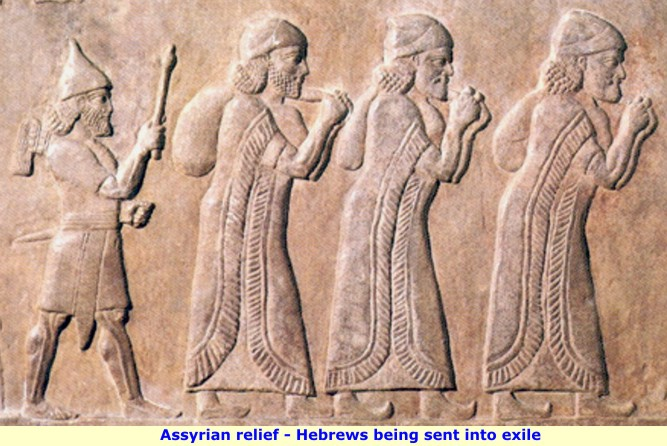 Assyrian relief - Hebrews being sent into exile